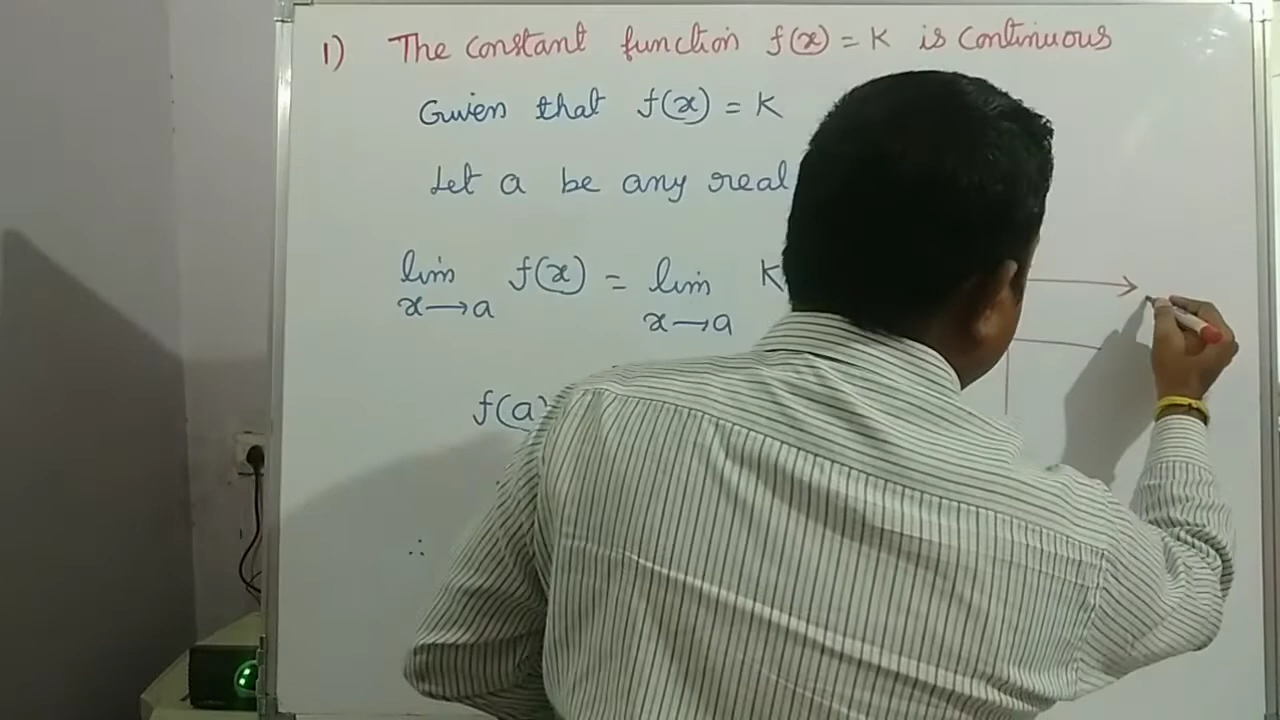 1) The constant function f(x) = K is continuous
Given that f(x) = K
Let a be any real
lim x→a f(x) = lim x→a K
f(a)
∴